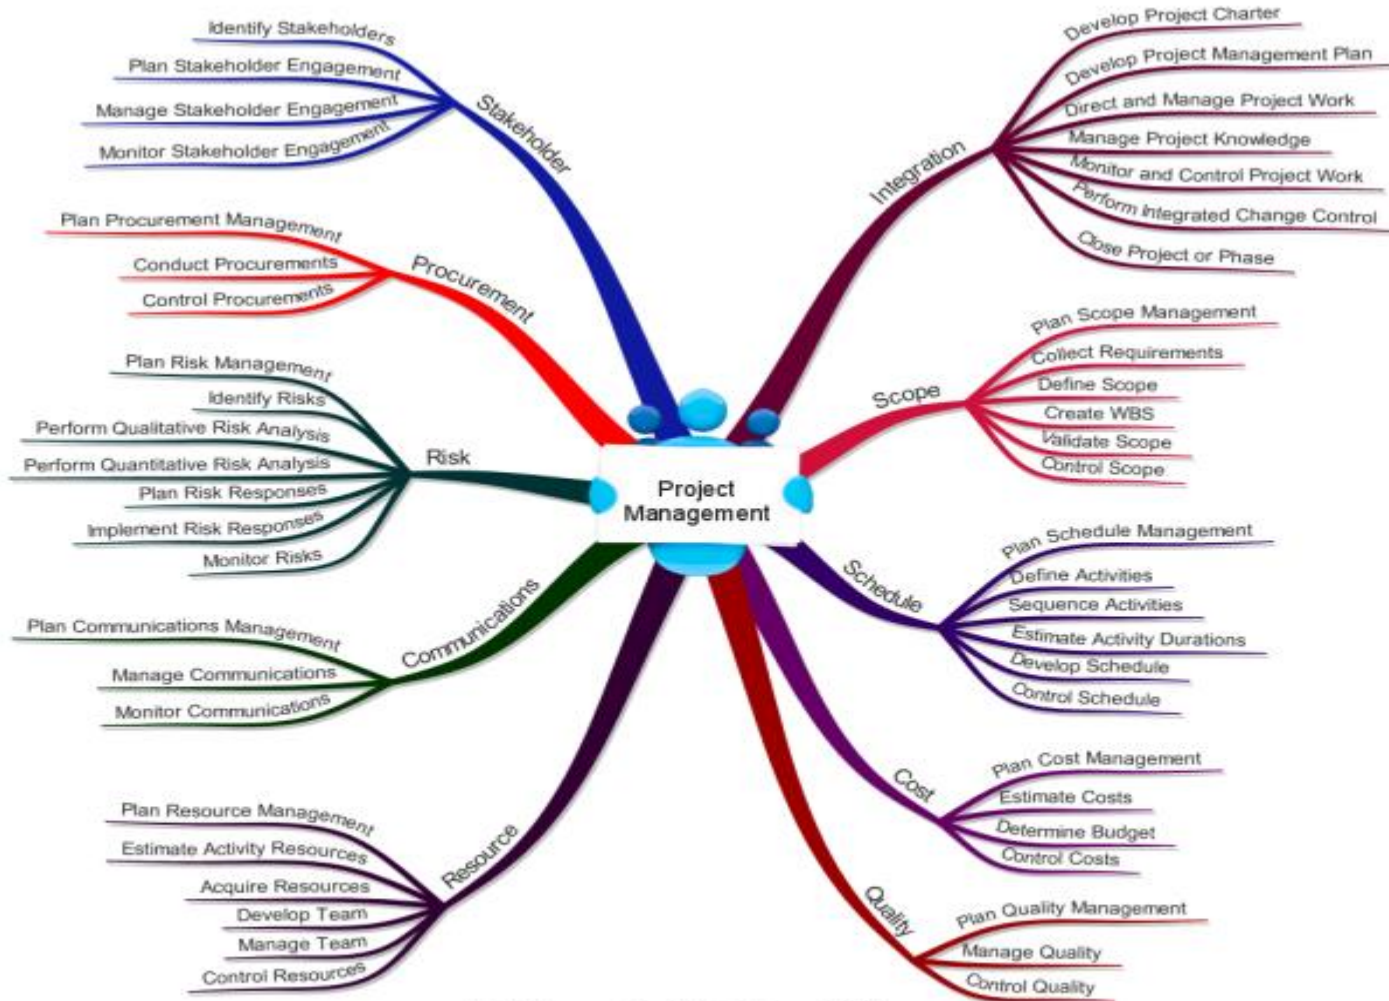 Project
Management
Integration
Develop Project Charter
Develop Project Management Plan
Direct and Manage Project Work
Manage Project Knowledge
Monitor and Control Project Work
Perform Integrated Change Control
Close Project or Phase
Scope
Plan Scope Management
Collect Requirements
Define Scope
Create WBS
Validate Scope
Control Scope
Schedule
Plan Schedule Management
Define Activities
Sequence Activities
Estimate Activity Durations
Develop Schedule
Control Schedule
Cost
Plan Cost Management
Estimate Costs
Determine Budget
Control Costs
Quality
Plan Quality Management
Manage Quality
Control Quality
Resource
Plan Resource Management
Estimate Activity Resources
Acquire Resources
Develop Team
Manage Team
Control Resources
Communications
Plan Communications Management
Manage Communications
Monitor Communications
Risk
Plan Risk Management
Identify Risks
Perform Qualitative Risk Analysis
Perform Quantitative Risk Analysis
Plan Risk Responses
Implement Risk Responses
Monitor Risks
Procurement
Plan Procurement Management
Conduct Procurements
Control Procurements
Stakeholder
Identify Stakeholders
Plan Stakeholder Engagement
Manage Stakeholder Engagement
Monitor Stakeholder Engagement